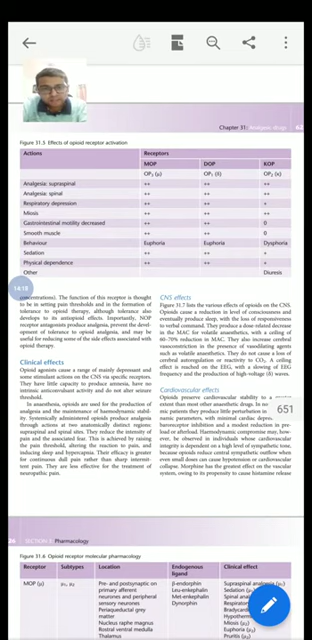 Chapter 31: Analgesic drugs 62
Figure 31.5 Effects of opioid receptor activation
Actions Receptors
MOP DOP KOP
OP3 (μ) OP1 (δ) OP2 (κ)
Analgesia: supraspinal ++ ++ ++
Analgesia: spinal ++ ++ ++
Respiratory depression ++ ++ +
Miosis ++ ++ ++
Gastrointestinal motility decreased ++ ++ 0
Smooth muscle ++ ++ 0
Behaviour Euphoria Euphoria Dysphoria
Sedation ++ ++ +
Physical dependence ++ ++ +
Other Diuresis
14:18
concentrations). The function of this receptor is thought
to be in setting pain thresholds and in the formation of
tolerance to opioid therapy, although tolerance also
develops to its antiopioid effects. Importantly, NOP
receptor antagonists produce analgesia, prevent the devel-
opment of tolerance to opioid analgesia, and may be
useful for reducing some of the side effects associated with
opioid therapy.
Clinical effects
Opioid agonists cause a range of mainly depressant and
some stimulant actions on the CNS via specific receptors.
They have little capacity to produce amnesia, have no
intrinsic anticonvulsant activity and do not alter seizure
threshold.
In anaesthesia, opioids are used for the production of
analgesia and the maintenance of haemodynamic stabil-
ity. Systemically administered opioids produce analgesia
through actions at two anatomically distinct regions:
supraspinal and spinal sites. They reduce the intensity of
pain and the associated fear. This is achieved by raising
the pain threshold, altering the reaction to pain, and
inducing sleep and hypercapnia. Their efficacy is greater
for continuous dull pain rather than sharp intermit-
tent pain. They are less effective for the treatment of
neuropathic pain.
CNS effects
Figure 31.7 lists the various effects of opioids on the CNS.
Opioids cause a reduction in level of consciousness and
eventually produce sleep, with the loss of responsiveness
to verbal command. They produce a dose-related decrease
in the MAC for volatile anaesthetics, with a ceiling of
60–70% reduction in MAC. They also increase cerebral
vasoconstriction in the presence of vasodilating agents
such as volatile anaesthetics. They do not cause a loss of
cerebral autoregulation or reactivity to CO2. A ceiling
effect is reached on the EEG, with a slowing of EEG
frequency and the production of high-voltage (δ) waves.
Cardiovascular effects
Opioids preserve cardiovascular stability to a
extent than most other anaesthetic drugs. In
mic patients they produce little perturbation in
namic parameters, with minimal cardiac depre
baroreceptor inhibition and a modest reduction in pre-
load or afterload. Haemodynamic compromise may, how-
ever, be observed in individuals whose cardiovascular
integrity is dependent on a high level of sympathetic tone,
because opioids reduce central sympathetic outflow when
even small doses can cause hypotension or cardiovascular
collapse. Morphine has the greatest effect on the vascular
system, owing to its propensity to cause histamine release
651
26 SECTION 3 Pharmacology
Figure 31.6 Opioid receptor molecular pharmacology
Receptor Subtypes Location Endogenous ligand Clinical effect
MOP (μ) μ1, μ2 Pre- and postsynaptic on β-endorphin Supraspinal analgesia (μ1)
primary afferent Leu-enkephalin Sedation
neurones and peripheral Met-enkephalin Spinal
sensory neurones Dynorphin Respirato
Periaqueductal grey Bradycard
matter Miosis (μ2)
Nucleus raphe magnus Euphoria (μ2)
Rostral ventral medulla Pruritis (μ2)
Thalamus